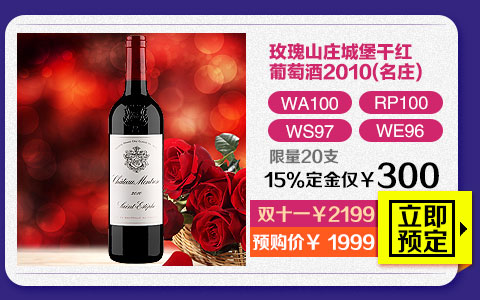 玫瑰山庄城堡干红
葡萄酒2010(名庄)
WA100
RP100
WS97
WE96
限量20支
15%定金仅￥300
双十一￥2199
预购价￥1999
立即
预定
Château Montrose
2010
Saint-Estèphe